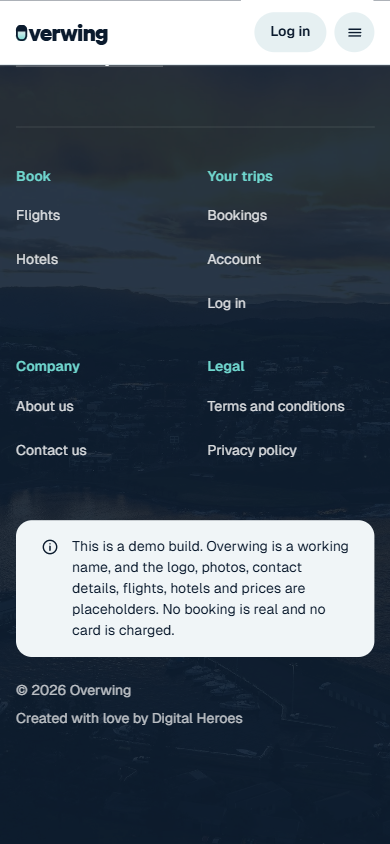 Overwing
Log in
Book
Your trips
Flights
Bookings
Hotels
Account
Log in
Company
Legal
About us
Terms and conditions
Contact us
Privacy policy
This is a demo build. Overwing is a working
name, and the logo, photos, contact
details, flights, hotels and prices are
placeholders. No booking is real and no
card is charged.
© 2026 Overwing
Created with love by Digital Heroes